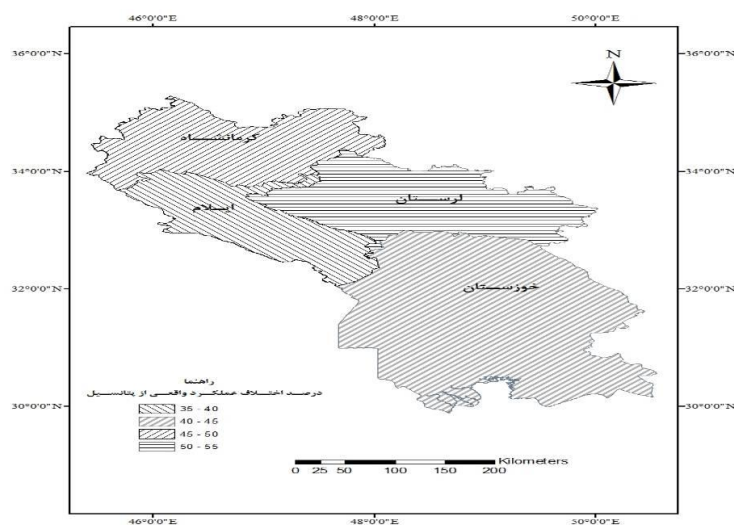 46°0'0"E 48°0'0"E 50°0'0"E
36°0'0"N 36°0'0"N
N
کرمانشاه
34°0'0"N 34°0'0"N
ایلام
لرستان
32°0'0"N 32°0'0"N
خوزستان
راهنما
درصد اختلاف عملکرد واقعی از پتانسیل
35 - 40
40 - 45
45 - 50
50 - 55
30°0'0"N 30°0'0"N
Kilometers
0 25 50 100 150 200
46°0'0"E 48°0'0"E 50°0'0"E